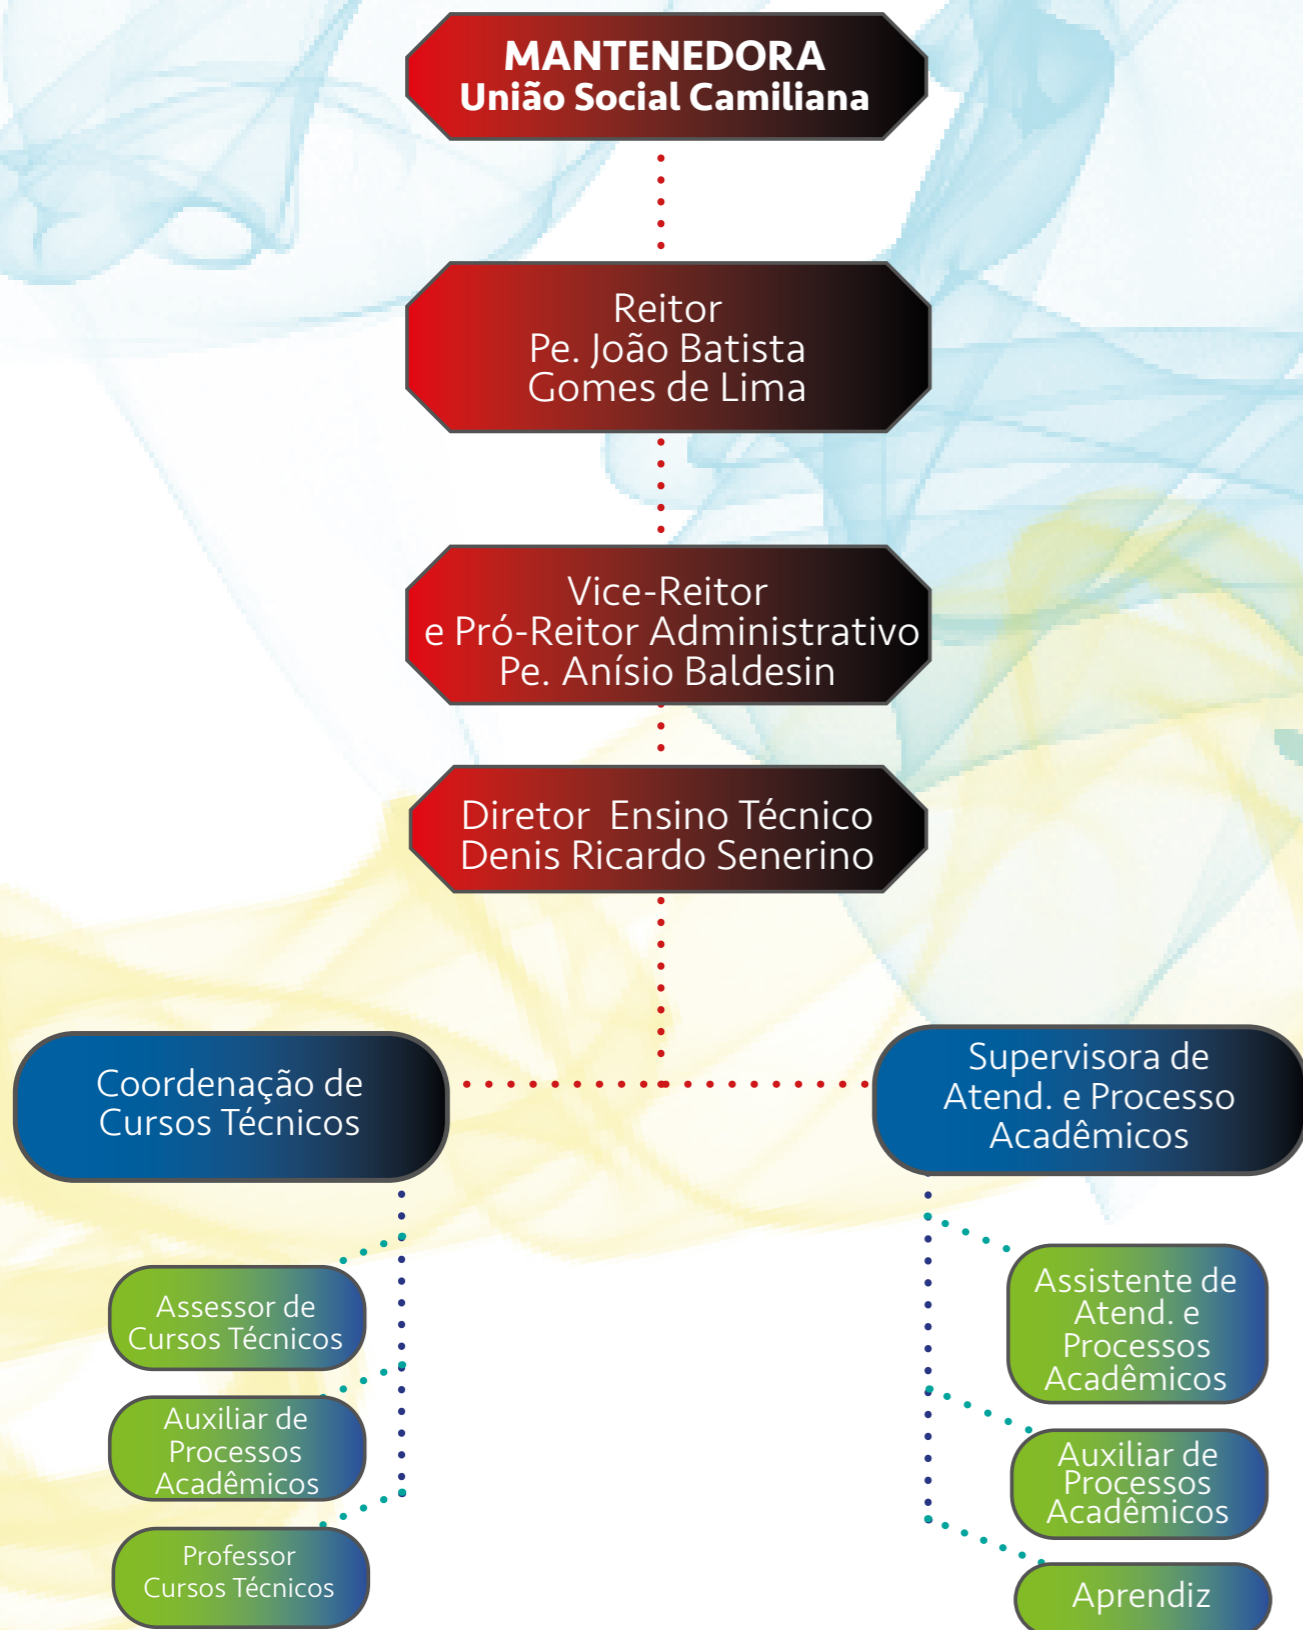 MANTENEDORA
União Social Camiliana
Reitor
Pe. João Batista
Gomes de Lima
Vice-Reitor
e Pró-Reitor Administrativo
Pe. Anísio Baldesin
Diretor Ensino Técnico
Denis Ricardo Senerino
Coordenação de
Cursos Técnicos
Supervisora de
Atend. e Processo
Acadêmicos
Assessor de
Cursos Técnicos
Auxiliar de
Processos
Acadêmicos
Professor
Cursos Técnicos
Assistente de
Atend. e
Processos
Acadêmicos
Auxiliar de
Processos
Acadêmicos
Aprendiz